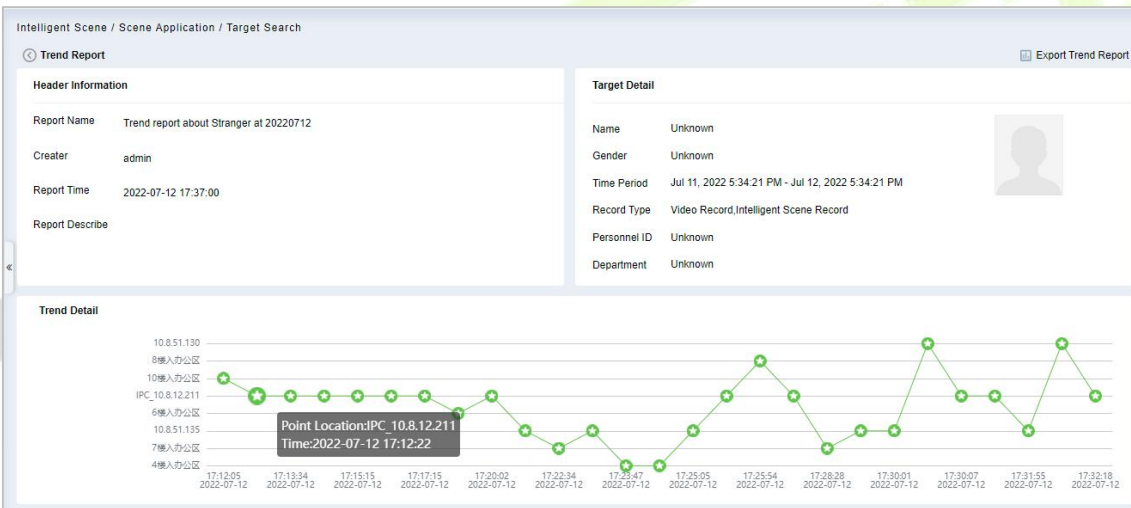 Intelligent Scene / Scene Application / Target Search
Trend Report
Export Trend Report
Header Information
Report Name Trend report about Stranger at 20220712
Creater admin
Report Time 2022-07-12 17:37:00
Report Describe
Target Detail
Name Unknown
Gender Unknown
Time Period Jul 11, 2022 5:34:21 PM - Jul 12, 2022 5:34:21 PM
Record Type Video Record,Intelligent Scene Record
Personnel ID Unknown
Department Unknown
«
Trend Detail
10.8.51.130
8楼入办公区
10楼入办公区
IPC_10.8.12.211
6楼入办公区
10.8.51.135
7楼入办公区
4楼入办公区
Point Location:IPC_10.8.12.211
Time:2022-07-12 17:12:22
17:12:05 17:13:34 17:15:15 17:17:15 17:20:02 17:22:34 17:23:47 17:25:05 17:25:54 17:28:28 17:30:01 17:30:07 17:31:55 17:32:18
2022-07-12 2022-07-12 2022-07-12 2022-07-12 2022-07-12 2022-07-12 2022-07-12 2022-07-12 2022-07-12 2022-07-12 2022-07-12 2022-07-12 2022-07-12 2022-07-12